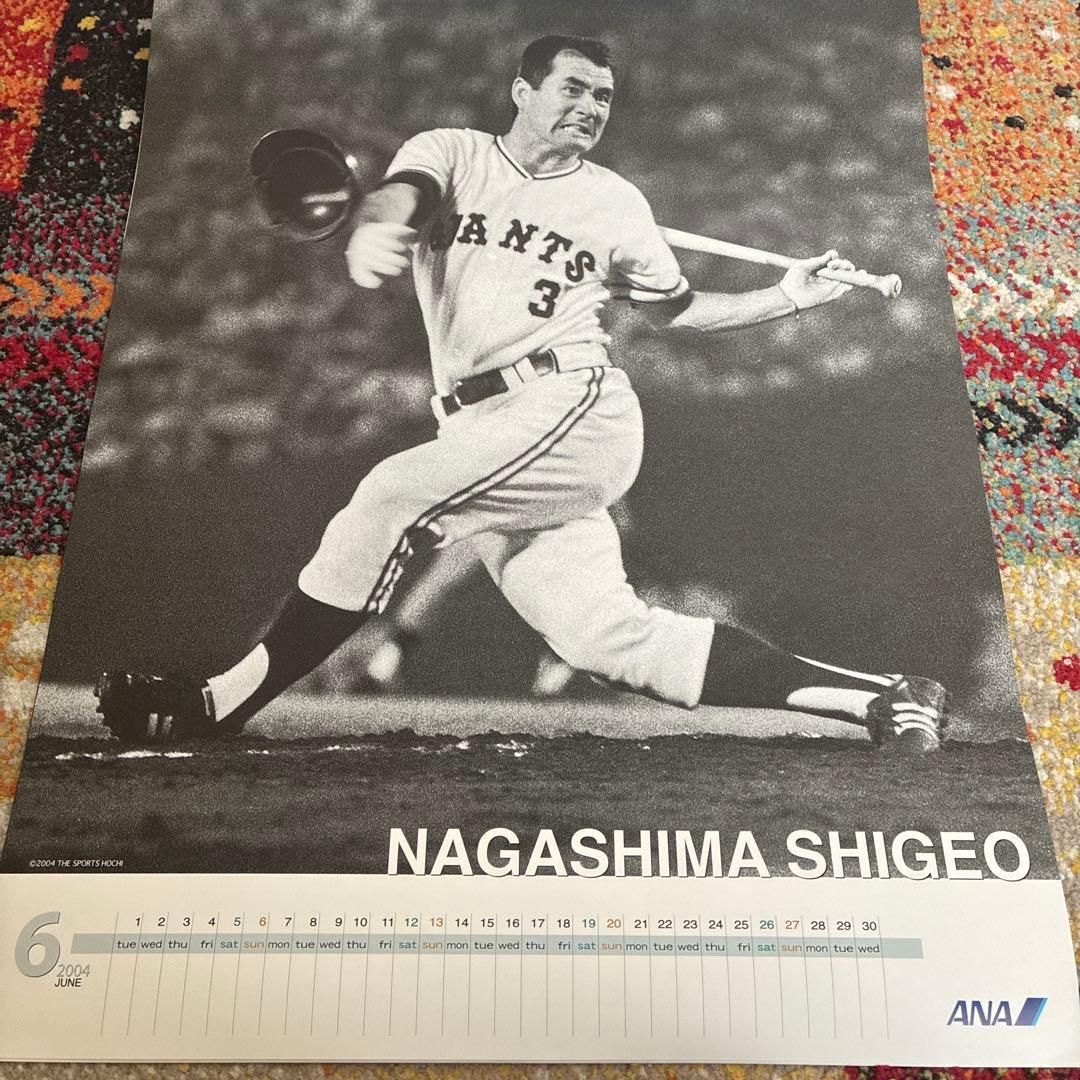 GIANTS
3
©2004 THE SPORTS HOCHI
NAGASHIMA SHIGEO
6
2004
JUNE
1 2 3 4 5 6 7 8 9 10 11 12 13 14 15 16 17 18 19 20 21 22 23 24 25 26 27 28 29 30
tue wed thu fri sat sun mon tue wed thu fri sat sun mon tue wed thu fri sat sun mon tue wed thu fri sat sun mon tue wed
ANA